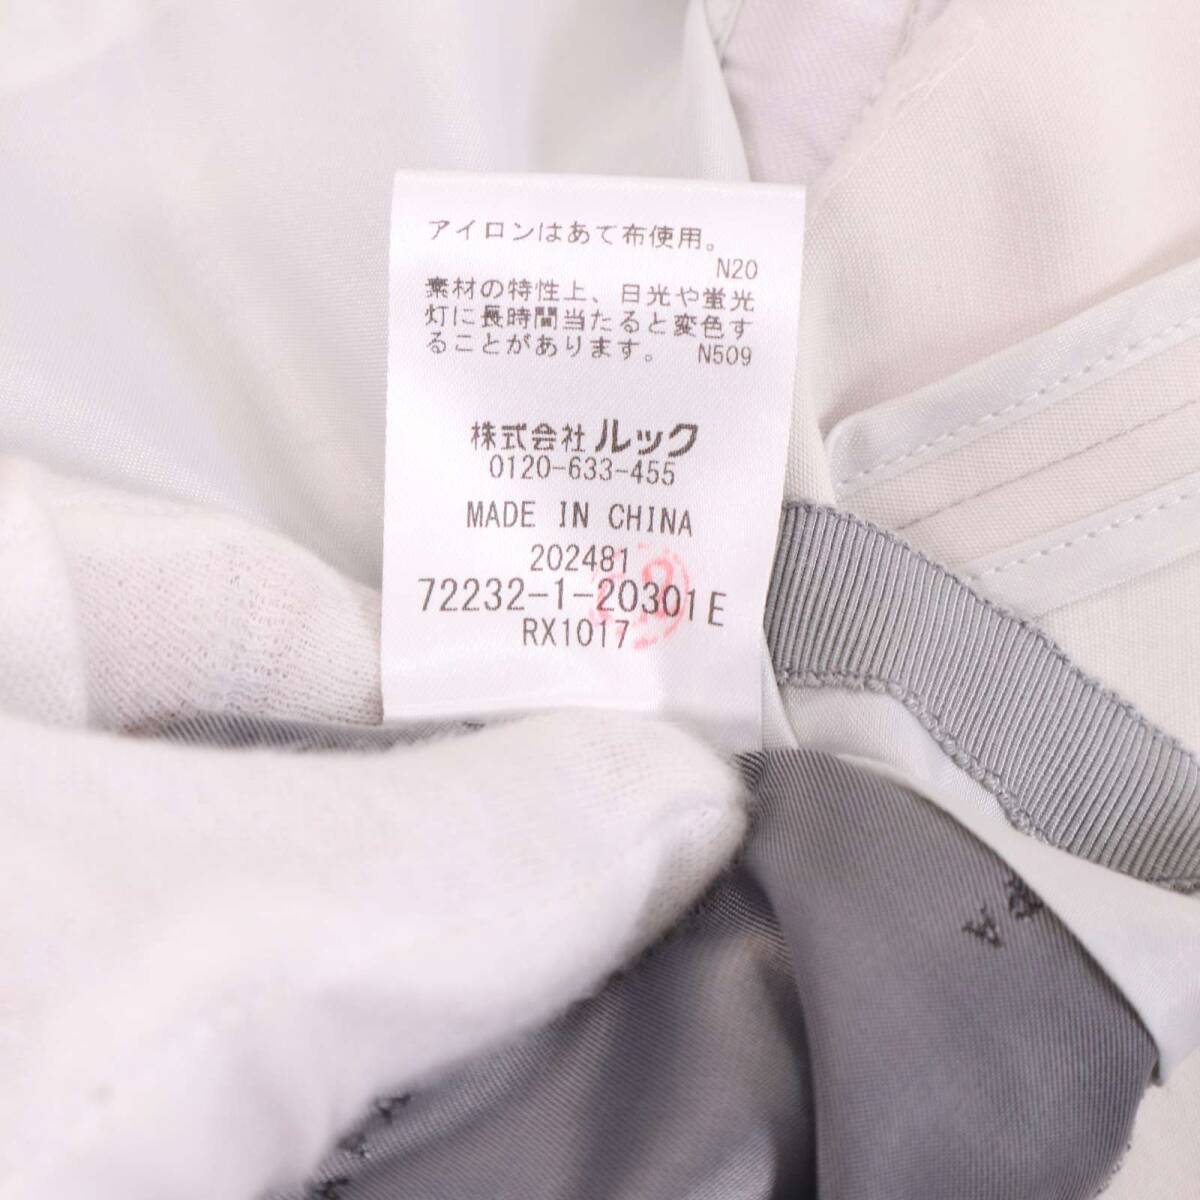 アイロンはあて布使用。
N20
素材の特性上、日光や蛍光
灯に長時間当たると変色す
ることがあります。 N509
株式会社 ルック
0120-633-455
MADE IN CHINA
202481
72232-1-20301E
RX1017